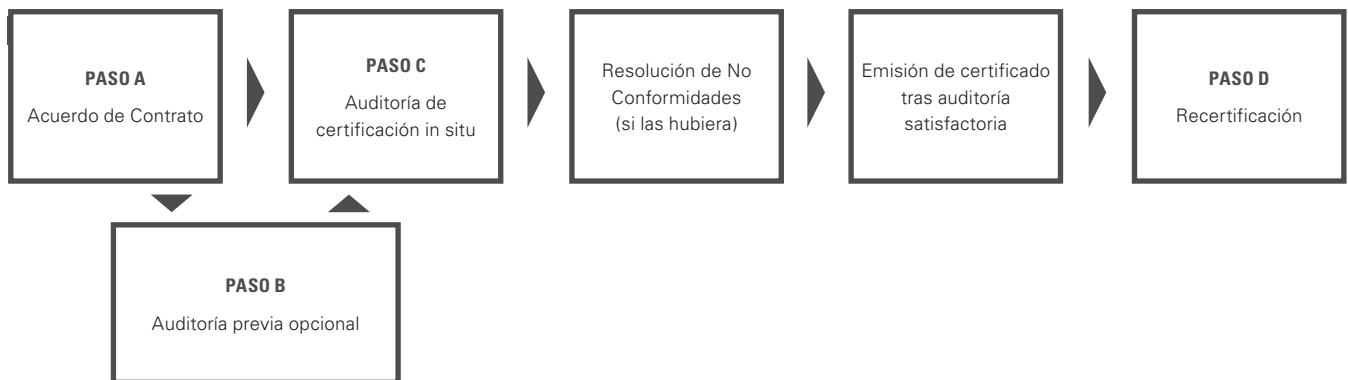 PASO A
Acuerdo de Contrato
PASO C
Auditoría de
certificación in situ
Resolución de No
Conformidades
(si las hubiera)
Emisión de certificado
tras auditoría
satisfactoria
PASO D
Recertificación
PASO B
Auditoría previa opcional